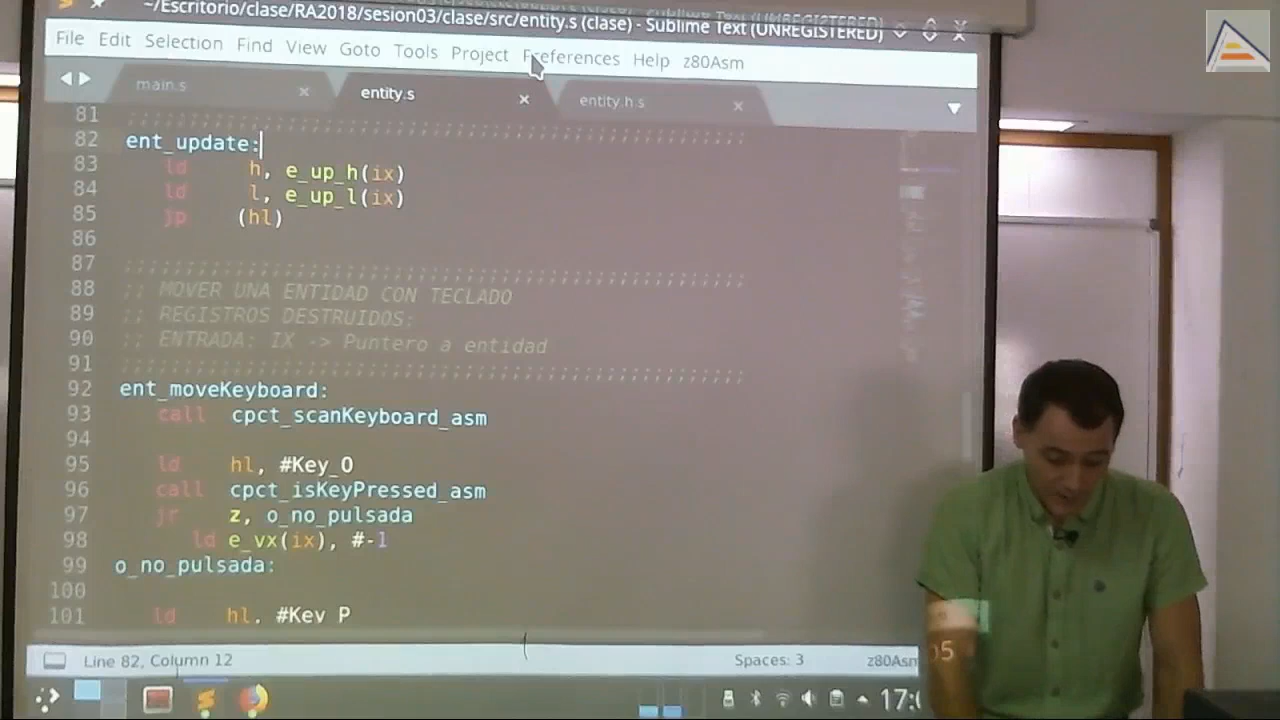 ~/Escritorio/clase/RA2018/sesion03/clase/src/entity.s (clase) - Sublime Text (UNREGISTERED)
File Edit Selection Find View Goto Tools Project Preferences Help z80Asm
main.s entity.s entity.h.s
81 ;;;;;;;;;;;;;;;;;;;;;;;;;;;;;;;;;;;;;;;;;;;;;;;;;;
82 ent_update:
83 ld h, e_up_h(ix)
84 ld l, e_up_l(ix)
85 jp (hl)
86
87 ;;;;;;;;;;;;;;;;;;;;;;;;;;;;;;;;;;;;;;;;;;;;;;;;;;
88 ;; MOVER UNA ENTIDAD CON TECLADO
89 ;; REGISTROS DESTRUIDOS:
90 ;; ENTRADA: IX -> Puntero a entidad
91 ;;;;;;;;;;;;;;;;;;;;;;;;;;;;;;;;;;;;;;;;;;;;;;;;;;
92 ent_moveKeyboard:
93 call cpct_scanKeyboard_asm
94
95 ld hl, #Key_O
96 call cpct_isKeyPressed_asm
97 jr z, o_no_pulsada
98 ld e_vx(ix), #-1
99 o_no_pulsada:
100
101 ld hl, #Key_P
Line 82, Column 12 Spaces: 3 z80Asm
17:0
05